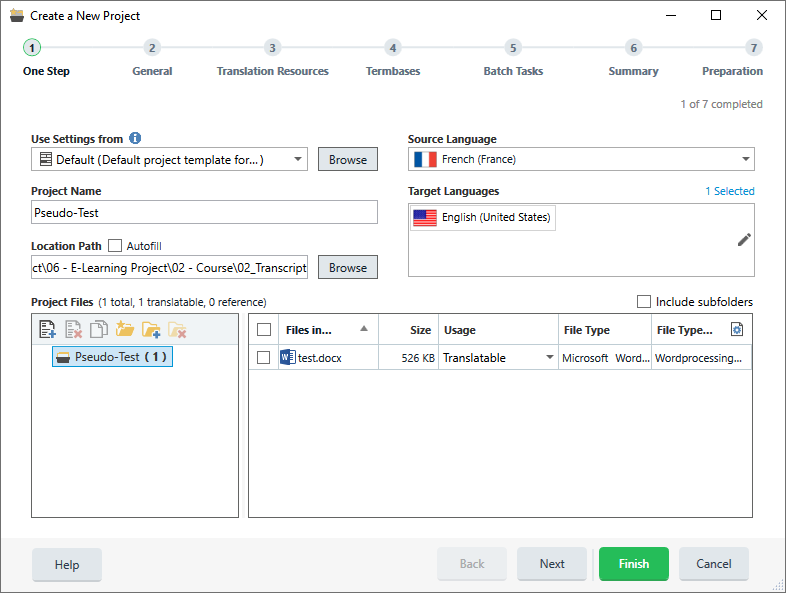 Create a New Project
1 2 3 4 5 6 7
One Step General Translation Resources Termbases Batch Tasks Summary Preparation
1 of 7 completed
Use Settings from
Default (Default project template for...)
Browse
Source Language
French (France)
Project Name
Pseudo-Test
Target Languages
1 Selected
English (United States)
Location Path
Autofill
ct\06 - E-Learning Project\02 - Course\02_Transcript
Browse
Project Files (1 total, 1 translatable, 0 reference)
Include subfolders
Pseudo-Test (1)
Files in... Size Usage File Type File Type...
test.docx 526 KB Translatable Microsoft Word... Wordprocessing...
Help Back Next Finish Cancel